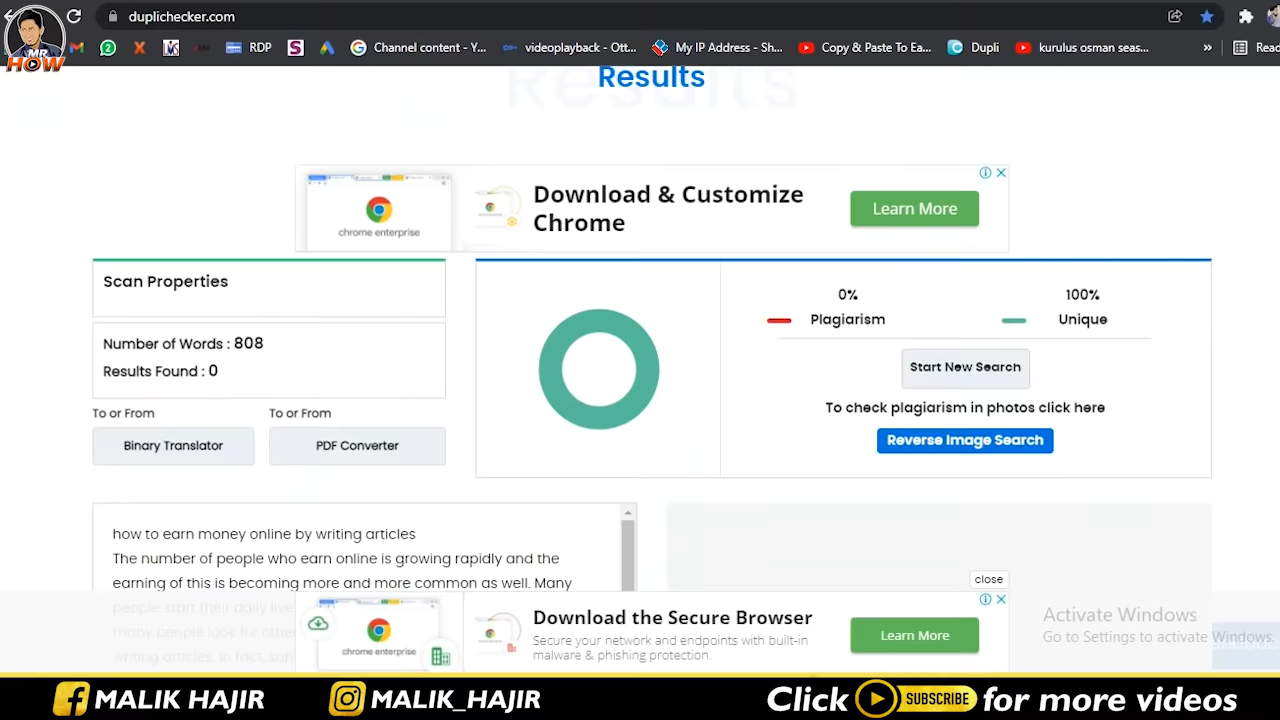 duplichecker.com
MR
HOW
RDP
Channel content - Y...
videoplayback - Ott...
My IP Address - Sh...
Copy & Paste To Ea...
Dupli
kurulus osman seas...
»
Results
Results
chrome enterprise
Download & Customize
Chrome
Learn More
Scan Properties
Number of Words : 808
Results Found : 0
To or From
To or From
Binary Translator
PDF Converter
0%
Plagiarism
100%
Unique
Start New Search
To check plagiarism in photos click here
Reverse Image Search
how to earn money online by writing articles
The number of people who earn online is growing rapidly and the
earning of this is becoming more and more common as well. Many
people start their daily live
close
chrome enterprise
Download the Secure Browser
Secure your network and endpoints with built-in
malware & phishing protection.
Learn More
Activate Windows
Go to Settings to activate Windows.
MALIK HAJIR
MALIK_HAJIR
Click SUBSCRIBE for more videos